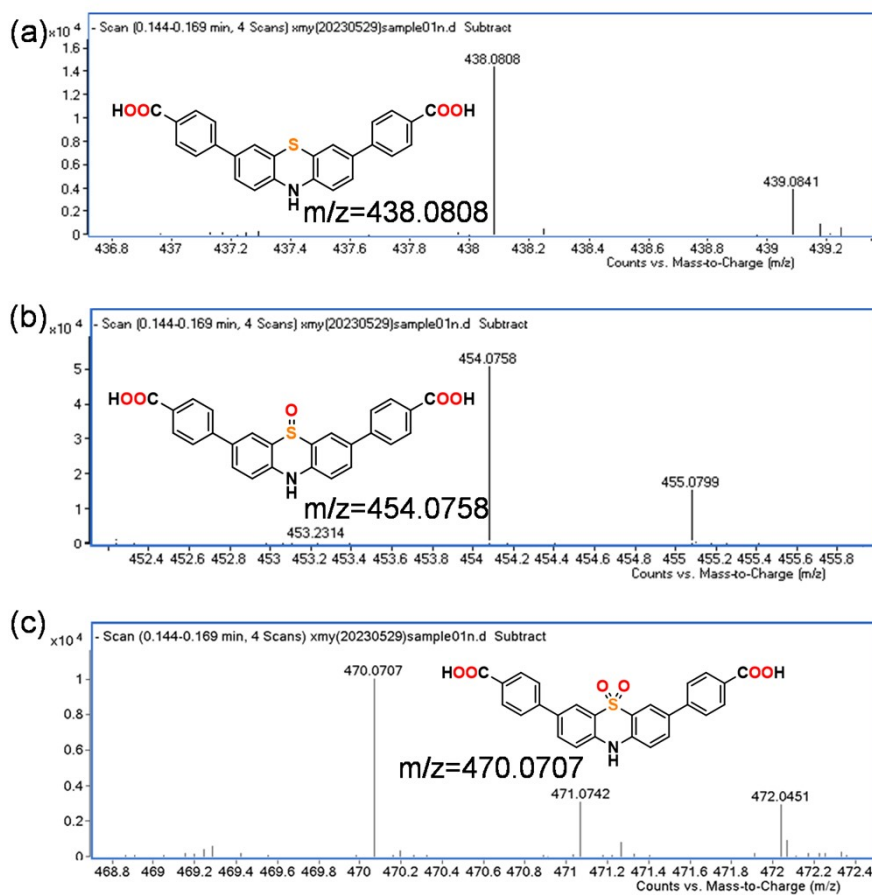 (a)
×10⁴
- Scan (0.144-0.169 min, 4 Scans) xmy(20230529)sample01n.d Subtract
1.6
1.4
1.2
1
0.8
0.6
0.4
0.2
0
438.0808
439.0841
HOOC
COOH
S
N
H
m/z=438.0808
436.8 437 437.2 437.4 437.6 437.8 438 438.2 438.4 438.6 438.8 439 439.2
Counts vs. Mass-to-Charge (m/z)
(b)
×10⁴
- Scan (0.144-0.169 min, 4 Scans) xmy(20230529)sample01n.d Subtract
5
4
3
2
1
0
454.0758
455.0799
453.2314
HOOC
COOH
O
S
N
H
m/z=454.0758
452.4 452.6 452.8 453 453.2 453.4 453.6 453.8 454 454.2 454.4 454.6 454.8 455 455.2 455.4 455.6 455.8
Counts vs. Mass-to-Charge (m/z)
(c)
×10⁴
- Scan (0.144-0.169 min, 4 Scans) xmy(20230529)sample01n.d Subtract
1
0.8
0.6
0.4
0.2
0
470.0707
471.0742
472.0451
HOOC
COOH
O O
S
N
H
m/z=470.0707
468.8 469 469.2 469.4 469.6 469.8 470 470.2 470.4 470.6 470.8 471 471.2 471.4 471.6 471.8 472 472.2 472.4
Counts vs. Mass-to-Charge (m/z)